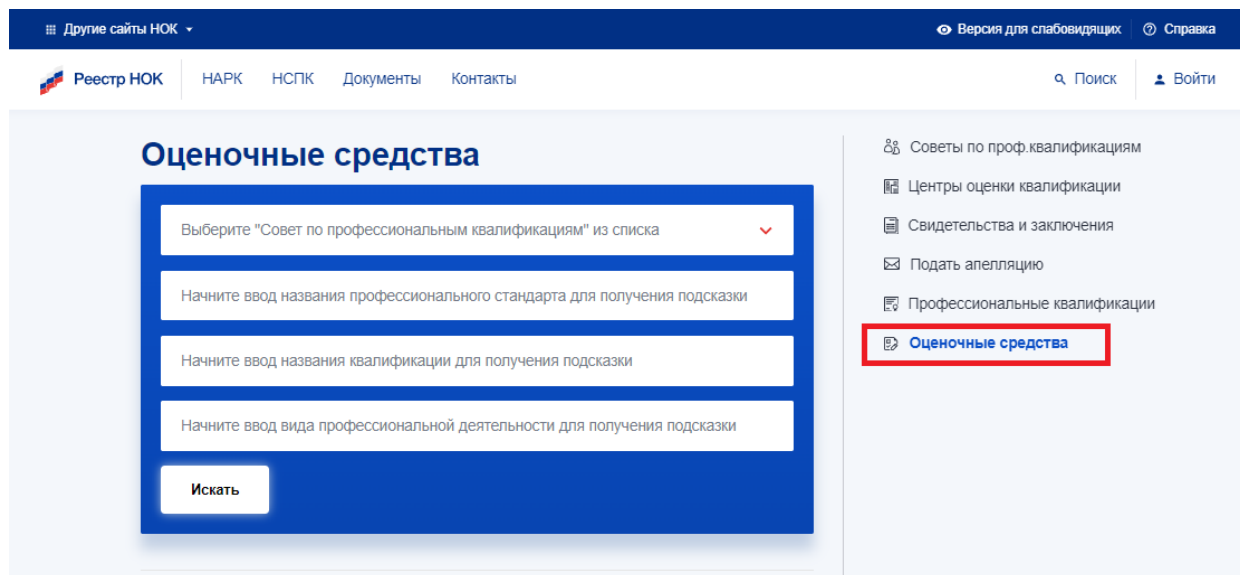 Другие сайты НОК
Версия для слабовидящих
Справка
Реестр НОК
НАРК
НСПК
Документы
Контакты
Поиск
Войти
Оценочные средства
Выберите "Совет по профессиональным квалификациям" из списка
Начните ввод названия профессионального стандарта для получения подсказки
Начните ввод названия квалификации для получения подсказки
Начните ввод вида профессиональной деятельности для получения подсказки
Искать
Советы по проф.квалификациям
Центры оценки квалификации
Свидетельства и заключения
Подать апелляцию
Профессиональные квалификации
Оценочные средства